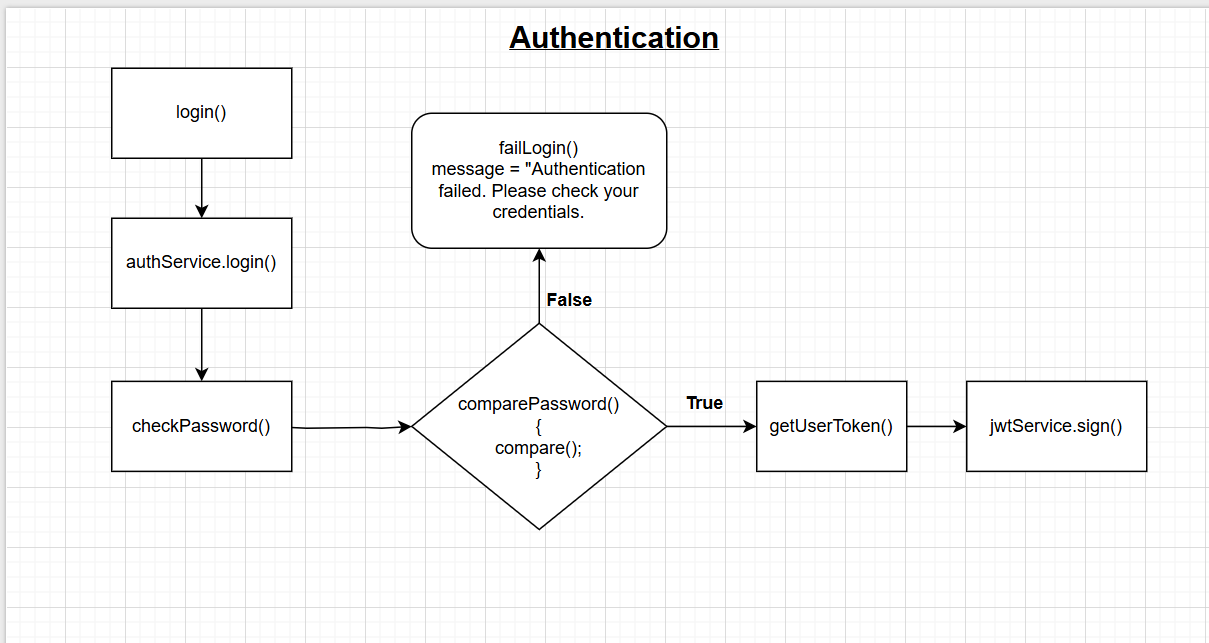 Authentication
login()
authService.login()
checkPassword()
failLogin()
message = "Authentication
failed. Please check your
credentials.
False
comparePassword()
{
compare();
}
True
getUserToken()
jwtService.sign()